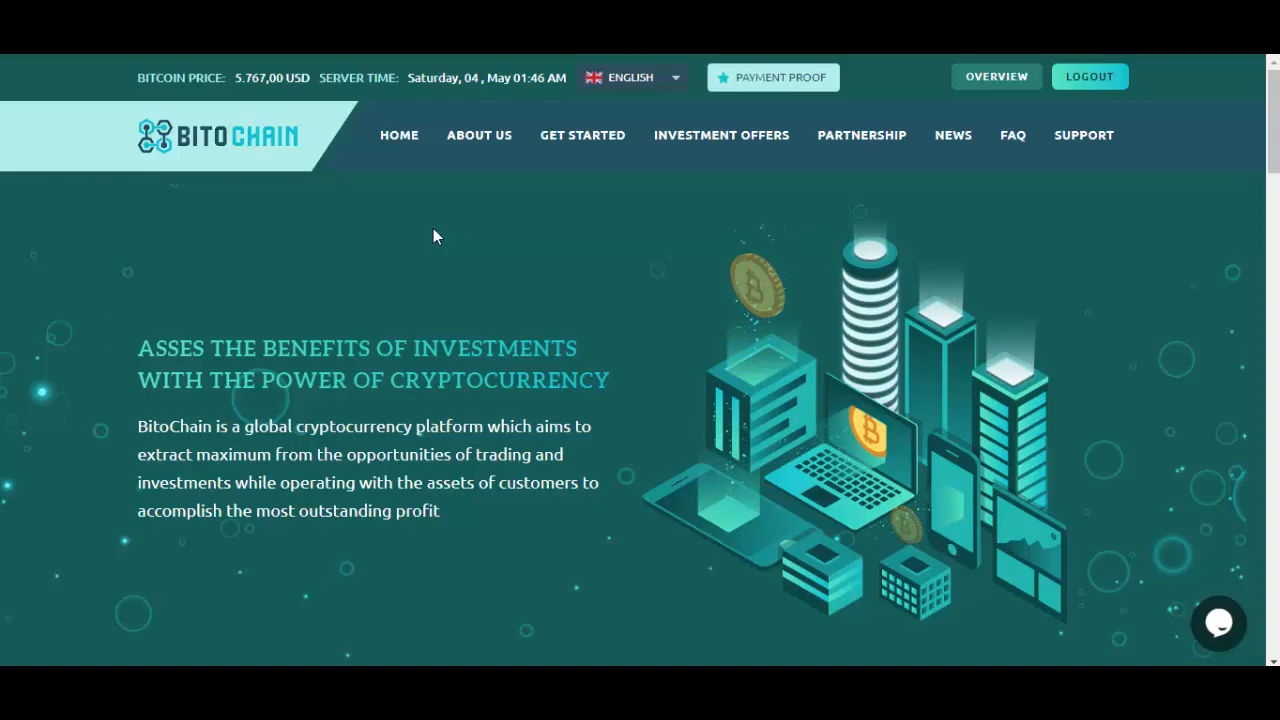 BITCOIN PRICE: 5.767,00 USD SERVER TIME: Saturday, 04 , May 01:46 AM ENGLISH PAYMENT PROOF OVERVIEW LOGOUT
BITOCHAIN HOME ABOUT US GET STARTED INVESTMENT OFFERS PARTNERSHIP NEWS FAQ SUPPORT
ASSES THE BENEFITS OF INVESTMENTS
WITH THE POWER OF CRYPTOCURRENCY
BitoChain is a global cryptocurrency platform which aims to
extract maximum from the opportunities of trading and
investments while operating with the assets of customers to
accomplish the most outstanding profit